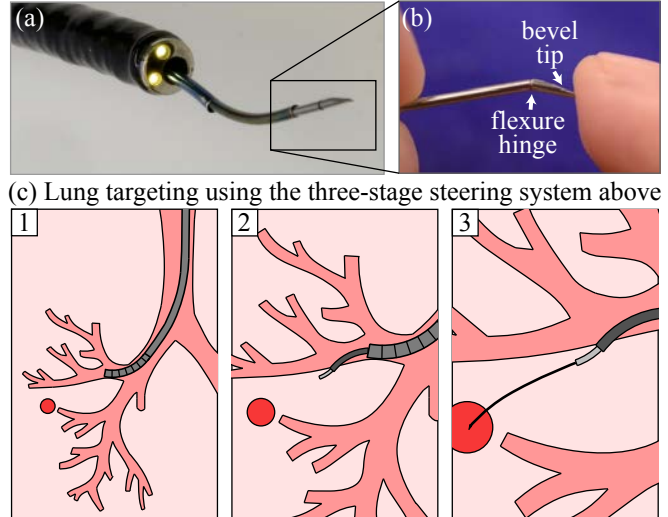 (a)
(b)
bevel
tip
flexure
hinge
(c) Lung targeting using the three-stage steering system above
1
2
3